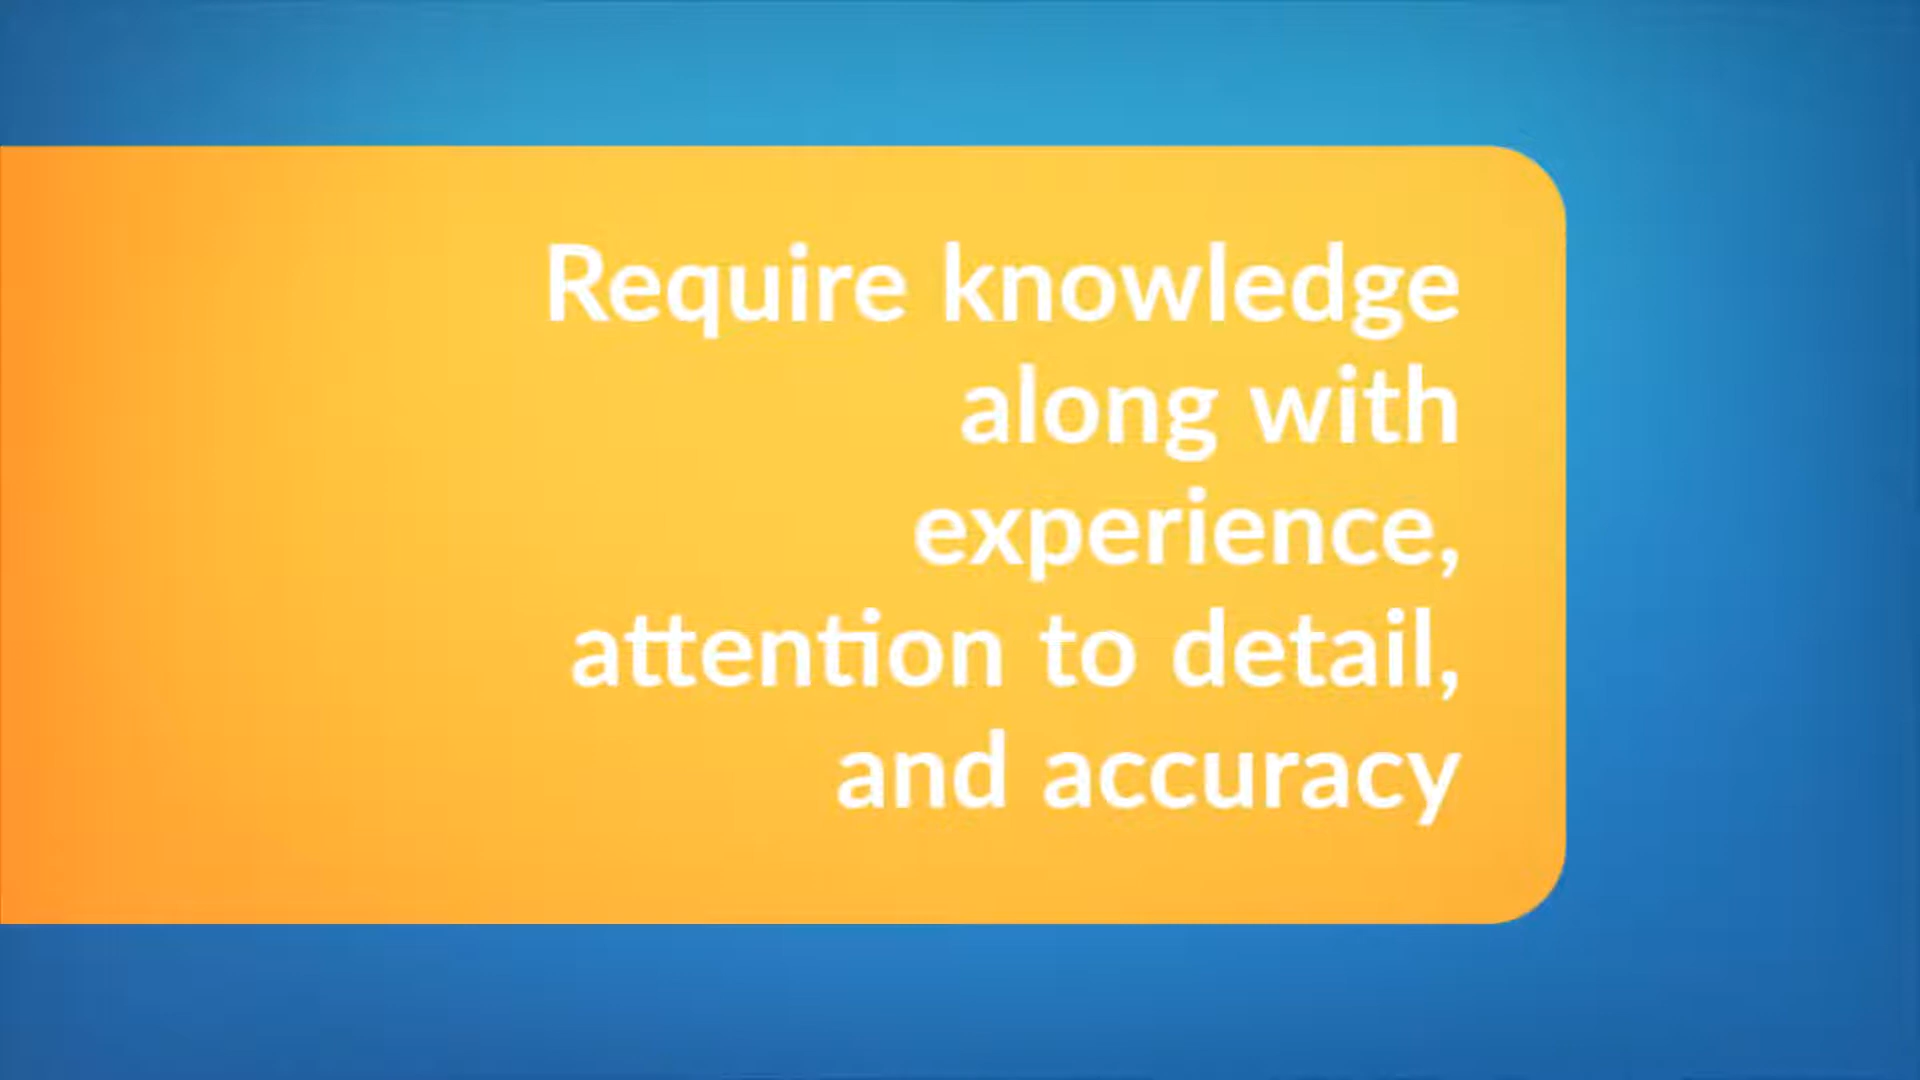 Require knowledge
along with
experience,
attention to detail,
and accuracy